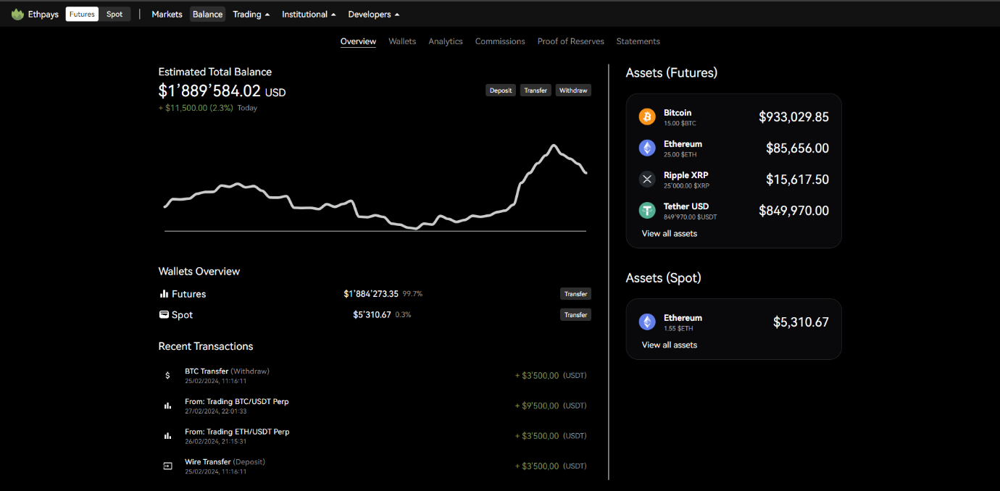 Ethpays Futures Spot | Markets Balance Trading Institutional Developers
Overview Wallets Analytics Commissions Proof of Reserves Statements
Estimated Total Balance
$1’889’584.02 USD
+ $11,500.00 (2.3%) Today
Deposit Transfer Withdraw
Wallets Overview
Futures $1’884’273.35 99.7% Transfer
Spot $5’310.67 0.3% Transfer
Recent Transactions
BTC Transfer (Withdraw) + $3’500,00 (USDT)
25/02/2024, 11:16:11
From: Trading BTC/USDT Perp + $9’500,00 (USDT)
27/02/2024, 22:01:33
From: Trading ETH/USDT Perp + $3’500,00 (USDT)
26/02/2024, 21:15:31
Wire Transfer (Deposit) + $3’500,00 (USDT)
25/02/2024, 11:16:11
Assets (Futures)
Bitcoin $933,029.85
15.00 $BTC
Ethereum $85,656.00
25.00 $ETH
Ripple XRP $15,617.50
25’000.00 $XRP
Tether USD $849,970.00
849’970.00 $USDT
View all assets
Assets (Spot)
Ethereum $5,310.67
1.55 $ETH
View all assets